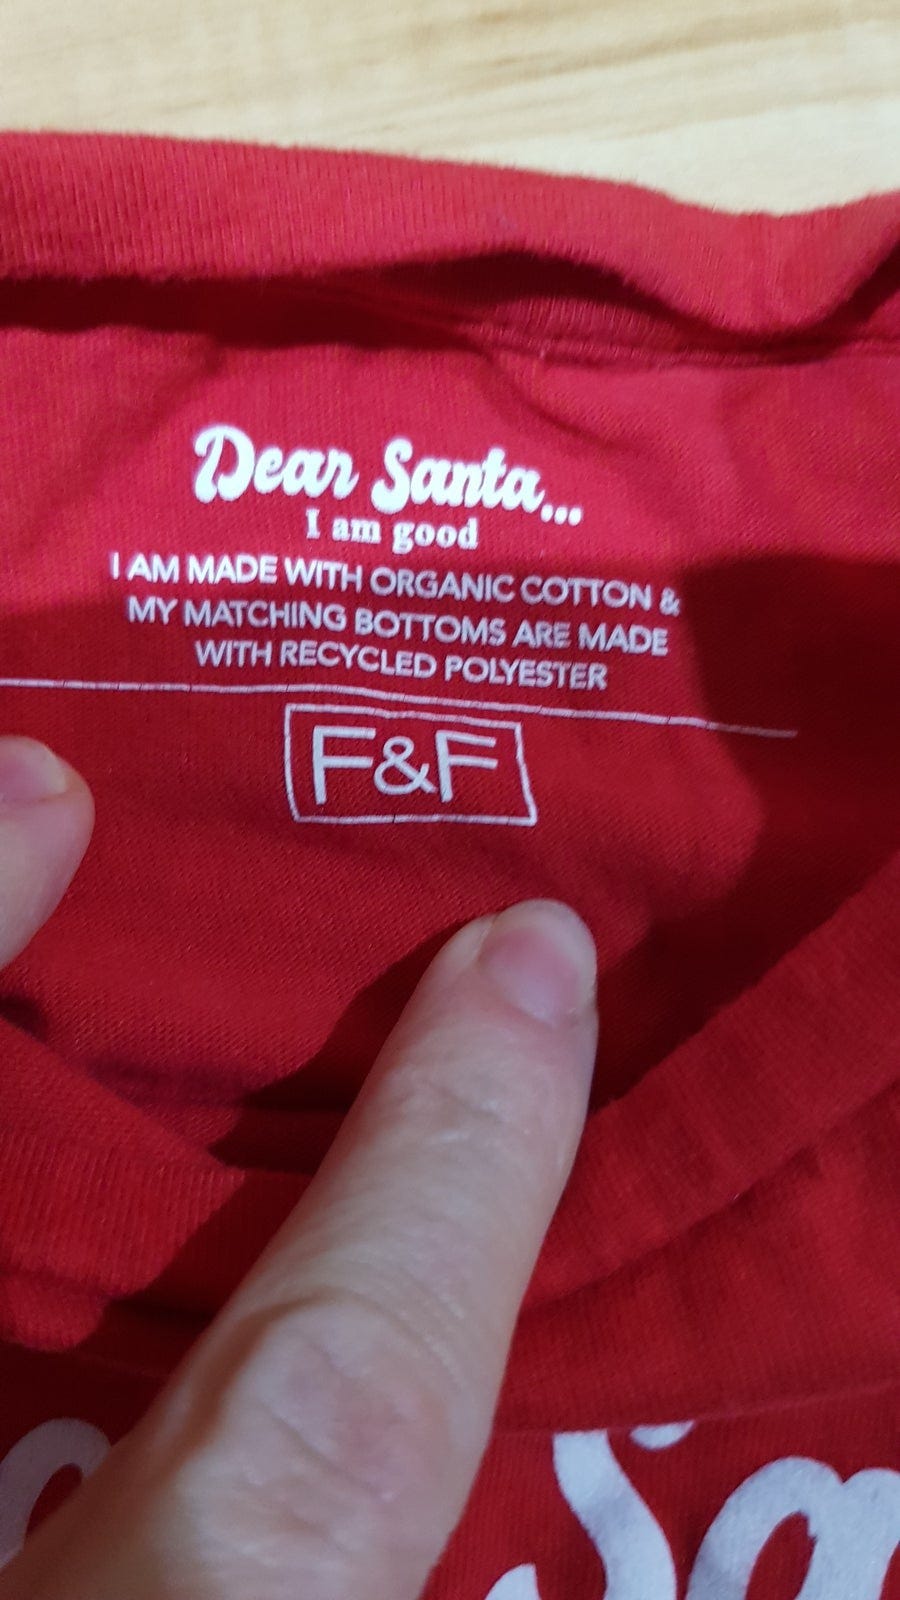 Dear Santa...
I am good
I AM MADE WITH ORGANIC COTTON &
MY MATCHING BOTTOMS ARE MADE
WITH RECYCLED POLYESTER
F&F